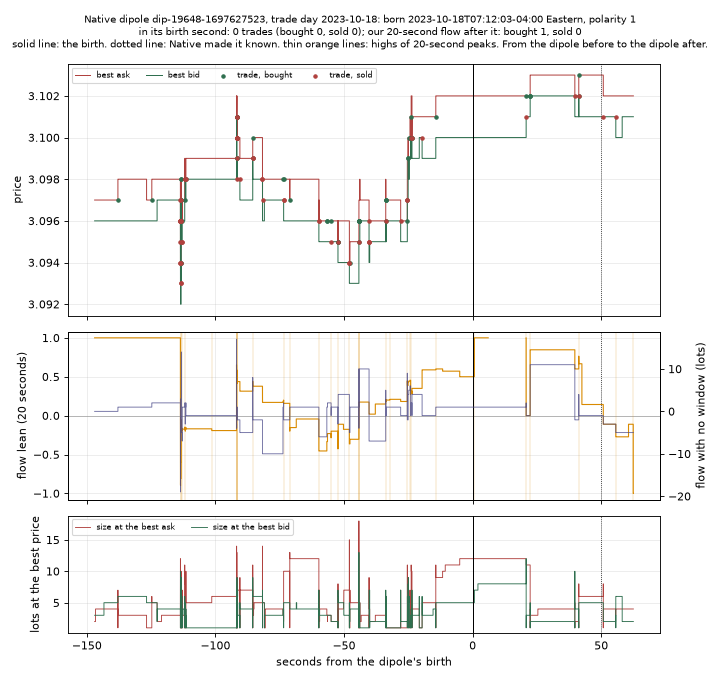 Native dipole dip-19648-1697627523, trade day 2023-10-18: born 2023-10-18T07:12:03-04:00 Eastern, polarity 1
in its birth second: 0 trades (bought 0, sold 0); our 20-second flow after it: bought 1, sold 0
solid line: the birth. dotted line: Native made it known. thin orange lines: highs of 20-second peaks. From the dipole before to the dipole after.
best ask
best bid
trade, bought
trade, sold
3.102
3.100
3.098
3.096
3.094
3.092
price
1.0
0.5
0.0
−0.5
−1.0
flow lean (20 seconds)
10
0
−10
−20
flow with no window (lots)
size at the best ask
size at the best bid
15
10
5
lots at the best price
−150
−100
−50
0
50
seconds from the dipole's birth